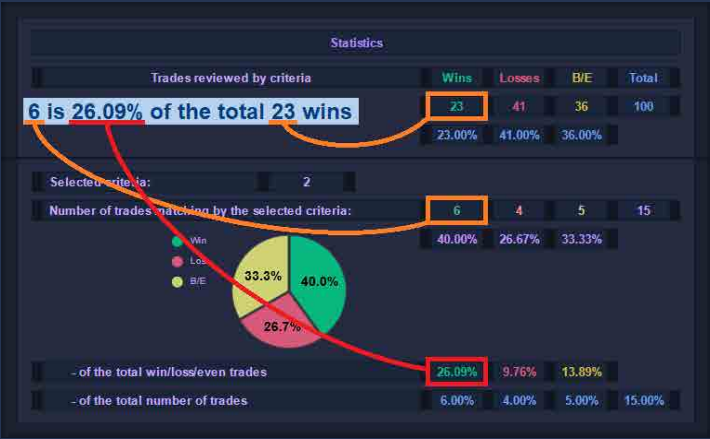 Statistics
Trades reviewed by criteria Wins Losses B/E Total
6 is 26.09% of the total 23 wins 23 41 36 100
23.00% 41.00% 36.00%
Selected criteria: 2
Number of trades matching by the selected criteria: 6 4 5 15
40.00% 26.67% 33.33%
Win
Los
B/E
33.3% 40.0%
26.7%
- of the total win/loss/even trades 26.09% 9.76% 13.89%
- of the total number of trades 6.00% 4.00% 5.00% 15.00%